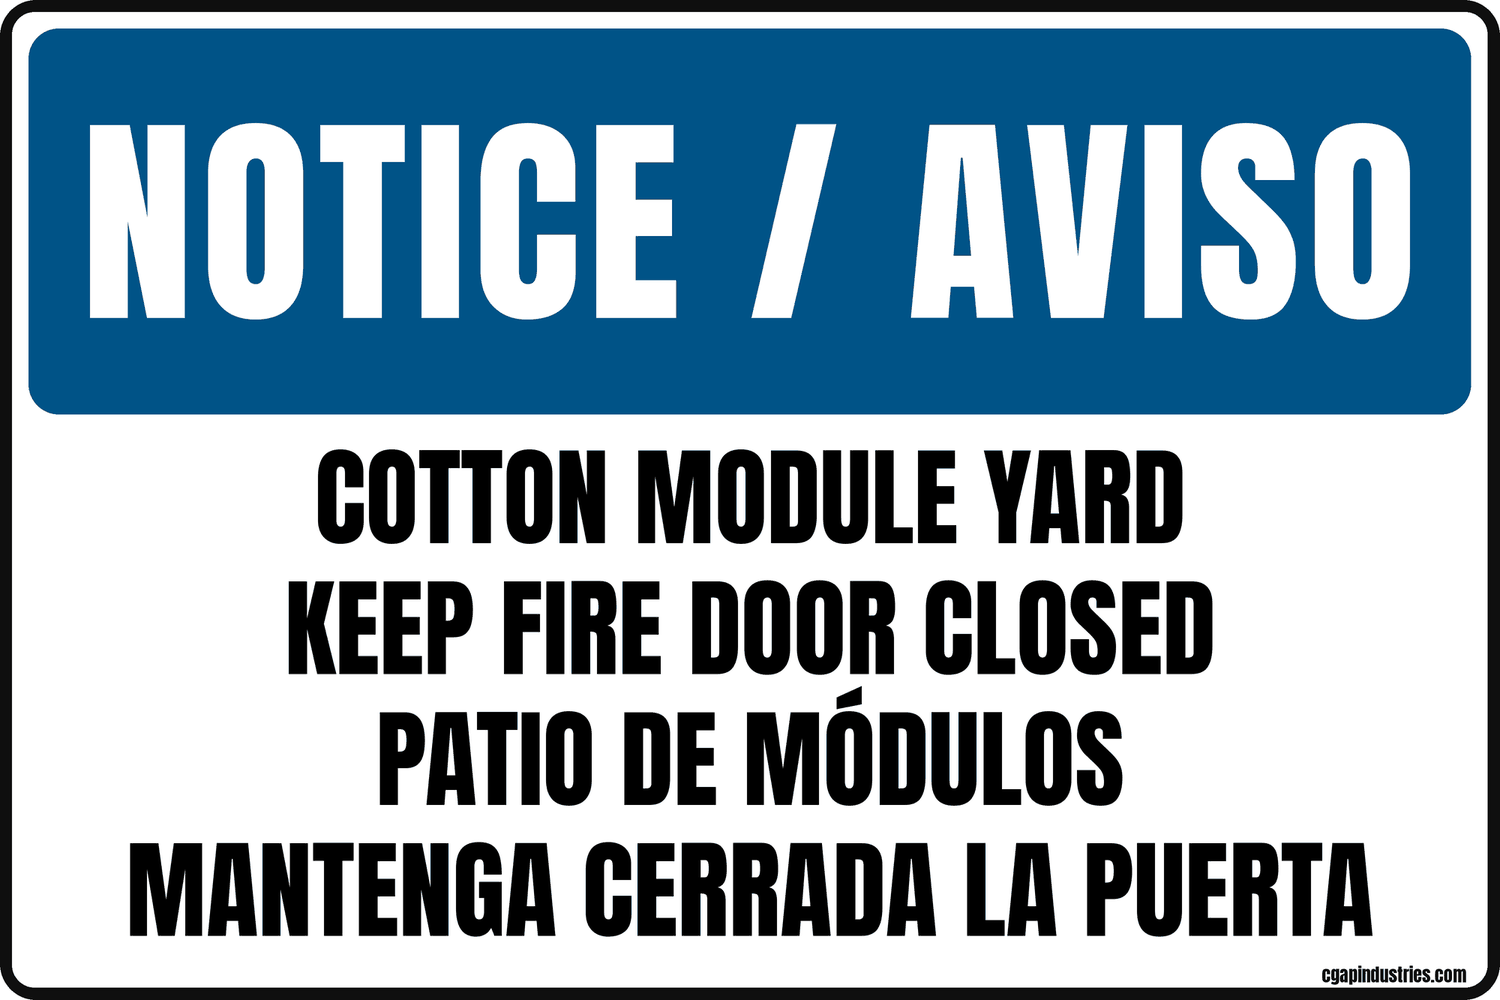 NOTICE / AVISO
COTTON MODULE YARD
KEEP FIRE DOOR CLOSED
PATIO DE MÓDULOS
MANTENGA CERRADA LA PUERTA
cgapindustries.com